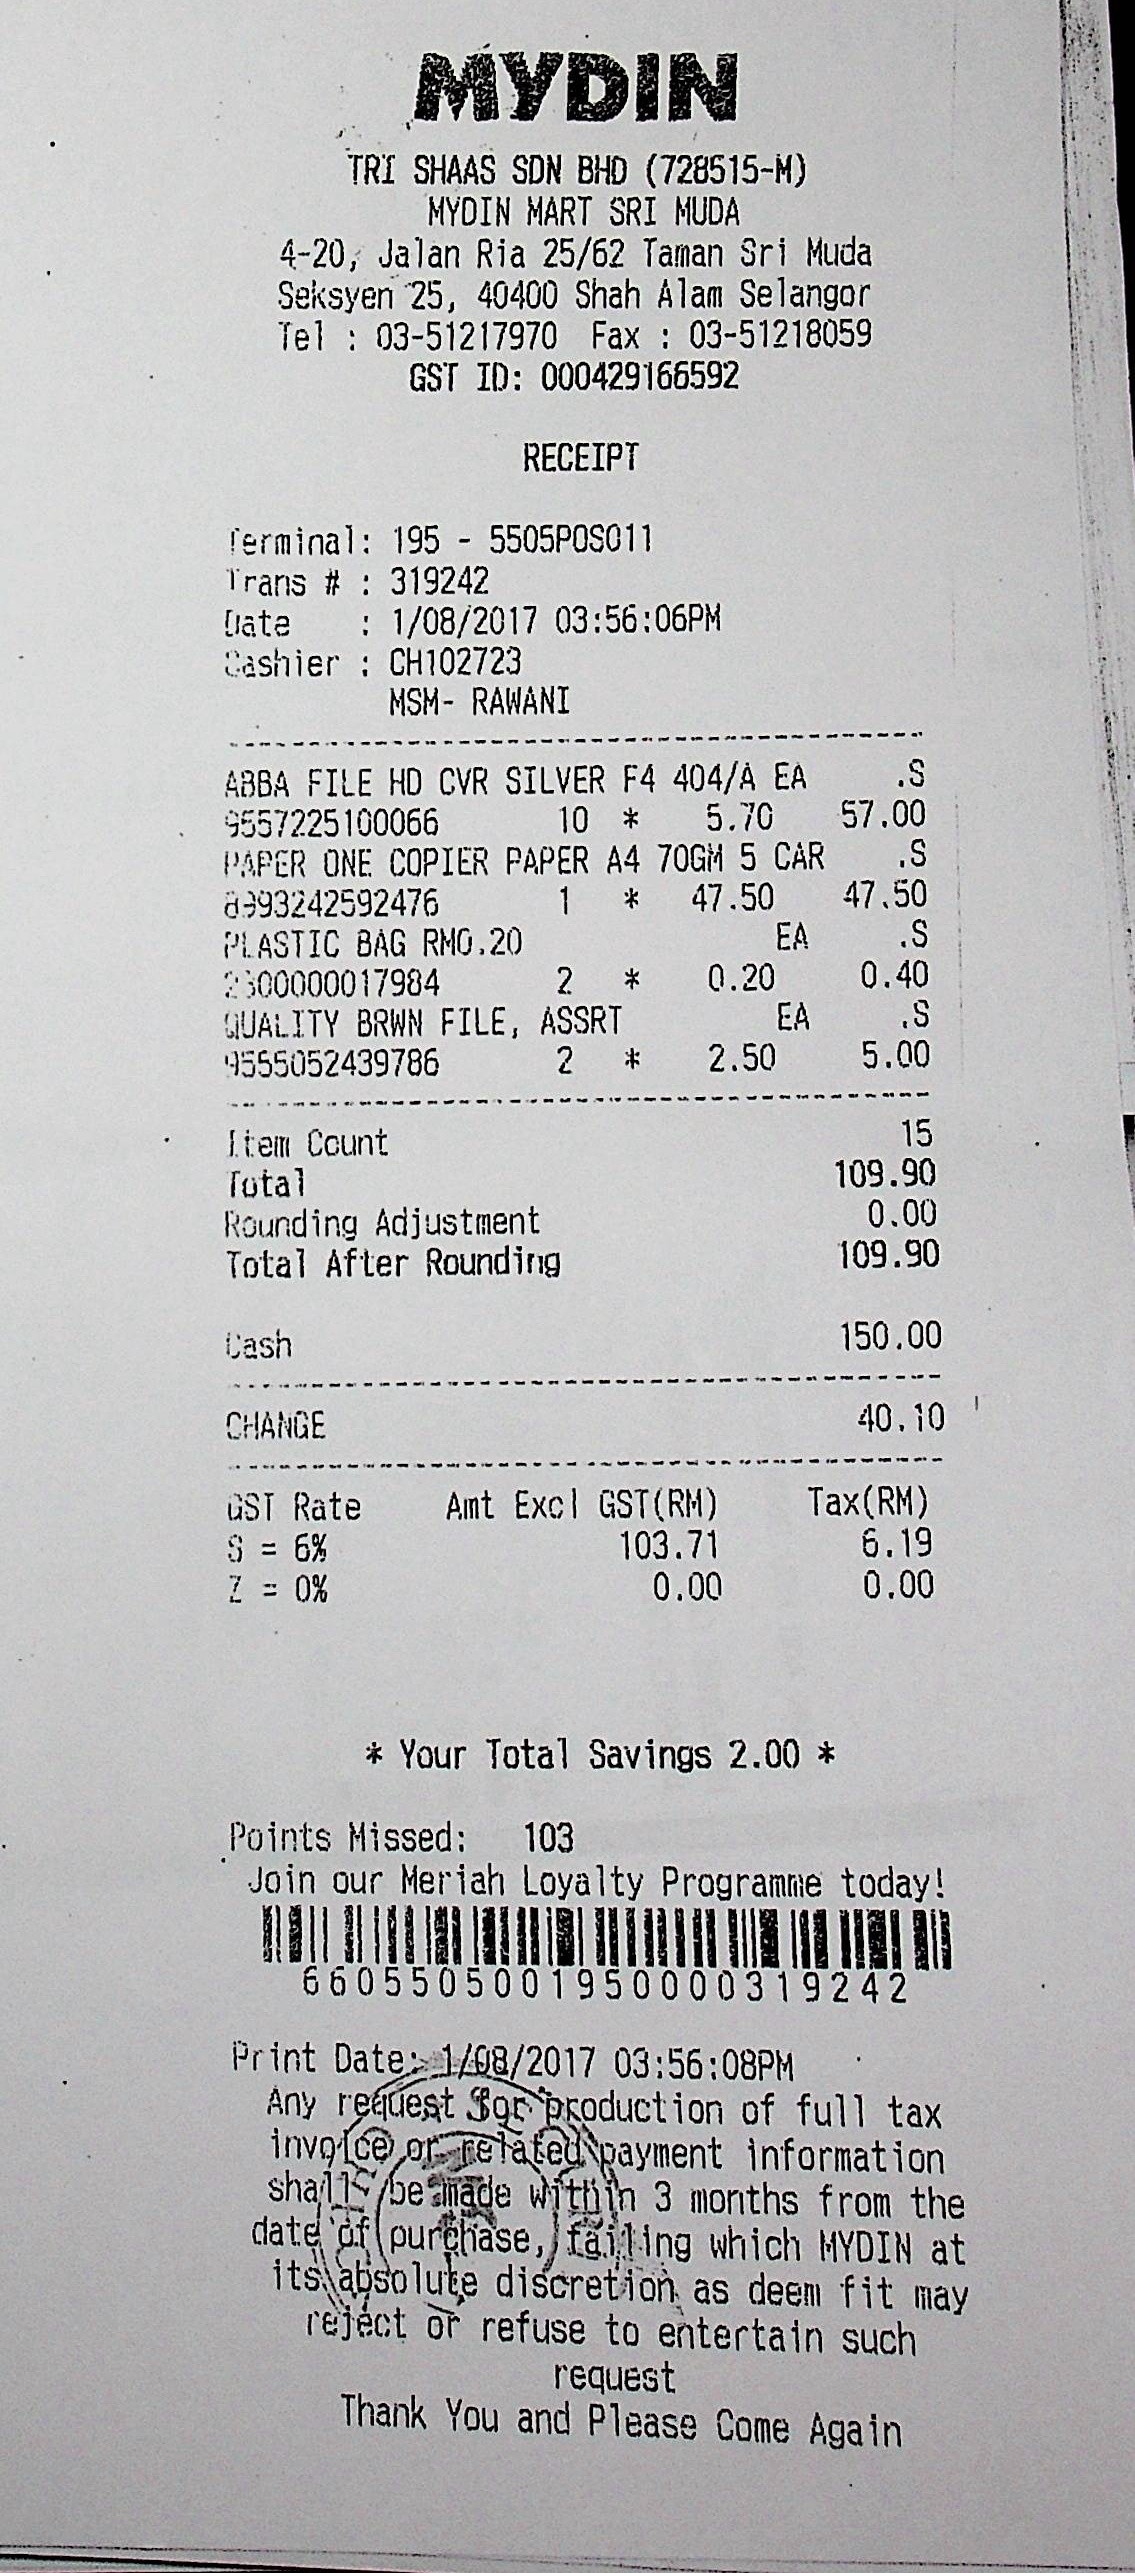 MYDIN
TRI SHAAS SDN BHD (728515-M)
MYDIN MART SRI MUDA
4-20, Jalan Ria 25/62 Taman Sri Muda
Seksyen 25, 40400 Shah Alam Selangor
Tel : 03-51217970 Fax : 03-51218059
GST ID: 000429166592
RECEIPT
Terminal: 195 - 5505POS011
Trans # : 319242
Date : 1/08/2017 03:56:06PM
Cashier : CH102723
MSM- RAWANI
ABBA FILE HD CVR SILVER F4 404/A EA .S
9557225100066 10 * 5.70 57.00
PAPER ONE COPIER PAPER A4 70GM 5 CAR .S
8993242592476 1 * 47.50 47.50
PLASTIC BAG RM0.20 EA .S
2300000017984 2 * 0.20 0.40
QUALITY BRWN FILE, ASSRT EA .S
9555052439786 2 * 2.50 5.00
Item Count 15
Total 109.90
Rounding Adjustment 0.00
Total After Rounding 109.90
Cash 150.00
CHANGE 40.10
GST Rate Amt Excl GST(RM) Tax(RM)
S = 6% 103.71 6.19
Z = 0% 0.00 0.00
* Your Total Savings 2.00 *
Points Missed: 103
Join our Meriah Loyalty Programme today!
6605505001950000319242
Print Date: 1/08/2017 03:56:08PM
Any request for production of full tax
invoice or related payment information
shall be made within 3 months from the
date of purchase, failing which MYDIN at
its absolute discretion as deem fit may
reject or refuse to entertain such
request
Thank You and Please Come Again